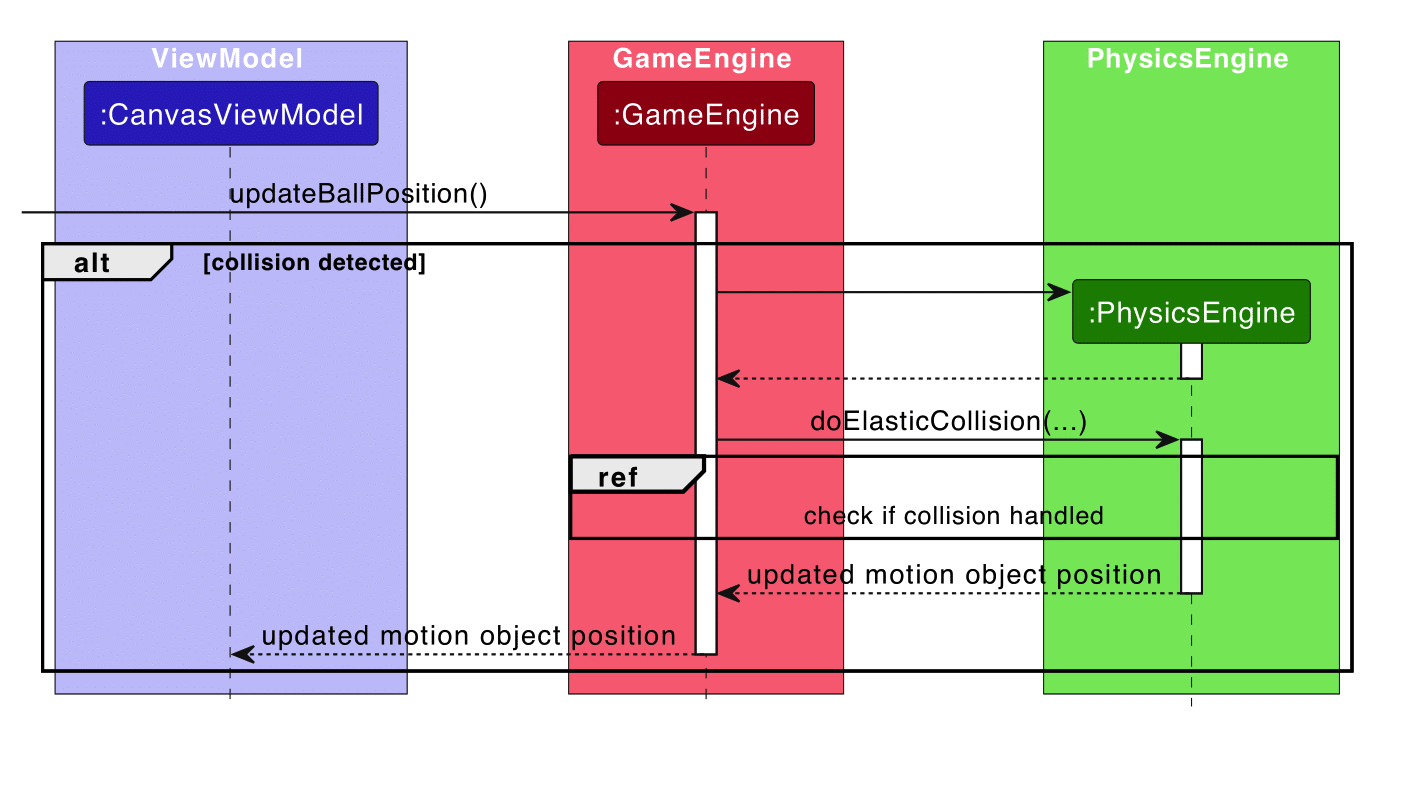 ViewModel
GameEngine
PhysicsEngine
:CanvasViewModel
:GameEngine
updateBallPosition()
alt
[collision detected]
:PhysicsEngine
doElasticCollision(...)
ref
check if collision handled
updated motion object position
updated motion object position